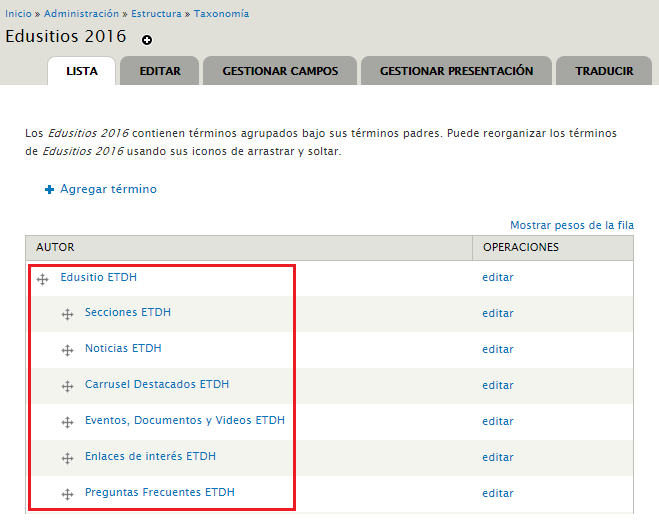 Inicio » Administración » Estructura » Taxonomía
Edusitios 2016
LISTA EDITAR GESTIONAR CAMPOS GESTIONAR PRESENTACIÓN TRADUCIR
Los Edusitios 2016 contienen términos agrupados bajo sus términos padres. Puede reorganizar los términos
de Edusitios 2016 usando sus iconos de arrastrar y soltar.
Agregar término
Mostrar pesos de la fila
AUTOR OPERACIONES
Edusitio ETDH editar
Secciones ETDH editar
Noticias ETDH editar
Carrusel Destacados ETDH editar
Eventos, Documentos y Videos ETDH editar
Enlaces de interés ETDH editar
Preguntas Frecuentes ETDH editar